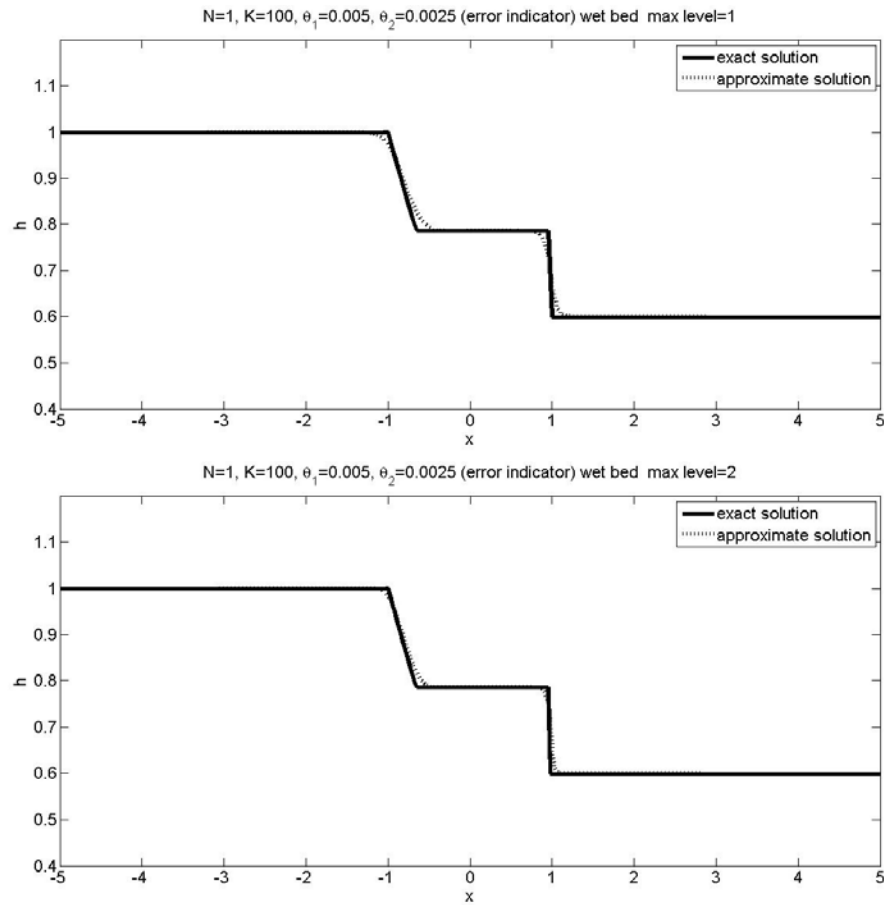 N=1, K=100, θ1=0.005, θ2=0.0025 (error indicator) wet bed max level=1
exact solution
approximate solution
1.1
1
0.9
0.8
h
0.7
0.6
0.5
0.4
-5 -4 -3 -2 -1 0 1 2 3 4 5
x
N=1, K=100, θ1=0.005, θ2=0.0025 (error indicator) wet bed max level=2
exact solution
approximate solution
1.1
1
0.9
0.8
h
0.7
0.6
0.5
0.4
-5 -4 -3 -2 -1 0 1 2 3 4 5
x